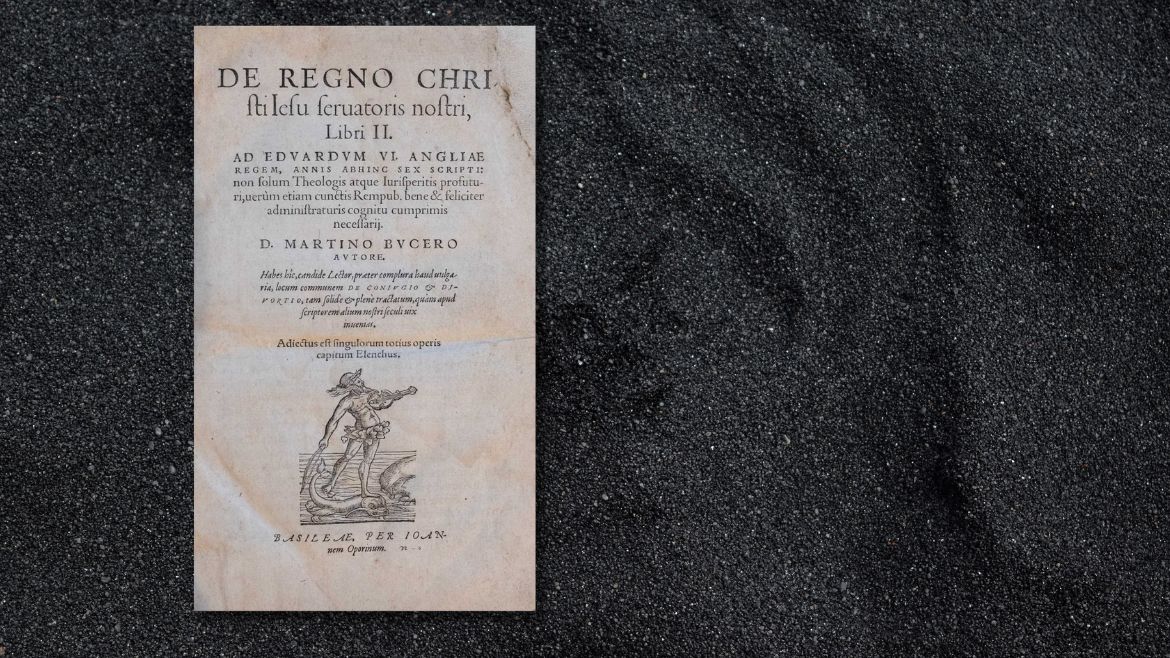 DE REGNO CHRI-
sti Iesu seruatoris nostri,
Libri II.
AD EDVARDVM VI. ANGLIAE
REGEM, ANNIS ABHINC SEX SCRIPTI:
non solum Theologis atque Iurisperitis profutu-
ri, uerùm etiam cunctis Rempub. bene & feliciter
administraturis cognitu cumprimis
necessarij.
D. MARTINO BVCERO
AVTORE.
Habes hîc, candide Lector, præter complura haud uulga-
ria, locum communem DE CONIVGIO & DI-
VORTIO, tam solide & plenè tractatum, quàm apud
scriptorem alium nostri seculi uix
inuenias.
Adiectus est singulorum totius operis
capitum Elenchus.
BASILEAE, PER IOAN-
nem Oporinum.